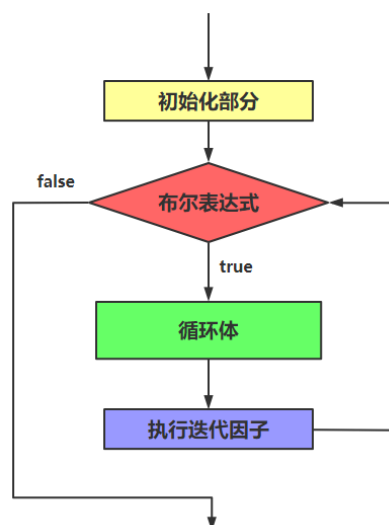 初始化部分
false
布尔表达式
true
循环体
执行迭代因子